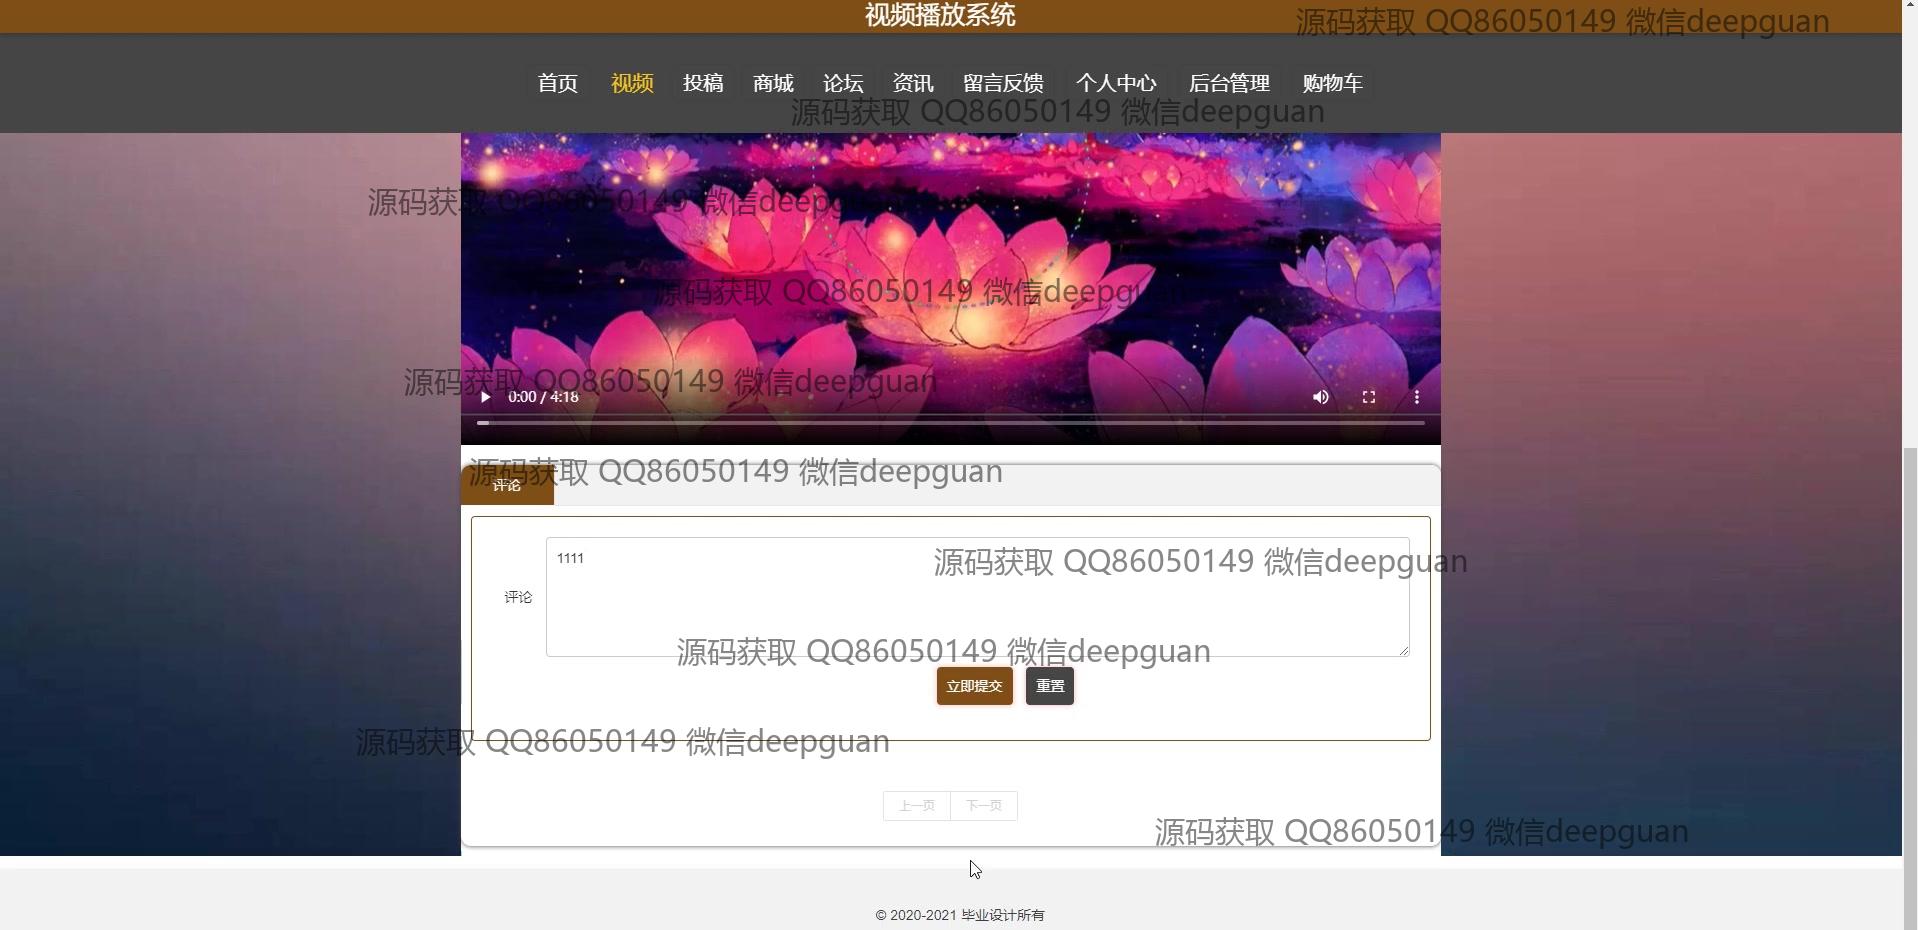 视频播放系统
源码获取 QQ86050149 微信deepguan
首页 视频 投稿 商城 论坛 资讯 留言反馈 个人中心 后台管理 购物车
源码获取 QQ86050149 微信deepguan
源码获取 QQ86050149 微信deepguan
源码获取 QQ86050149 微信deepguan
源码获取 QQ86050149 微信deepguan
0:00 / 4:18
源码获取 QQ86050149 微信deepguan
评论
1111
源码获取 QQ86050149 微信deepguan
评论
源码获取 QQ86050149 微信deepguan
立即提交 重置
源码获取 QQ86050149 微信deepguan
上一页 下一页
源码获取 QQ86050149 微信deepguan
© 2020-2021 毕业设计所有